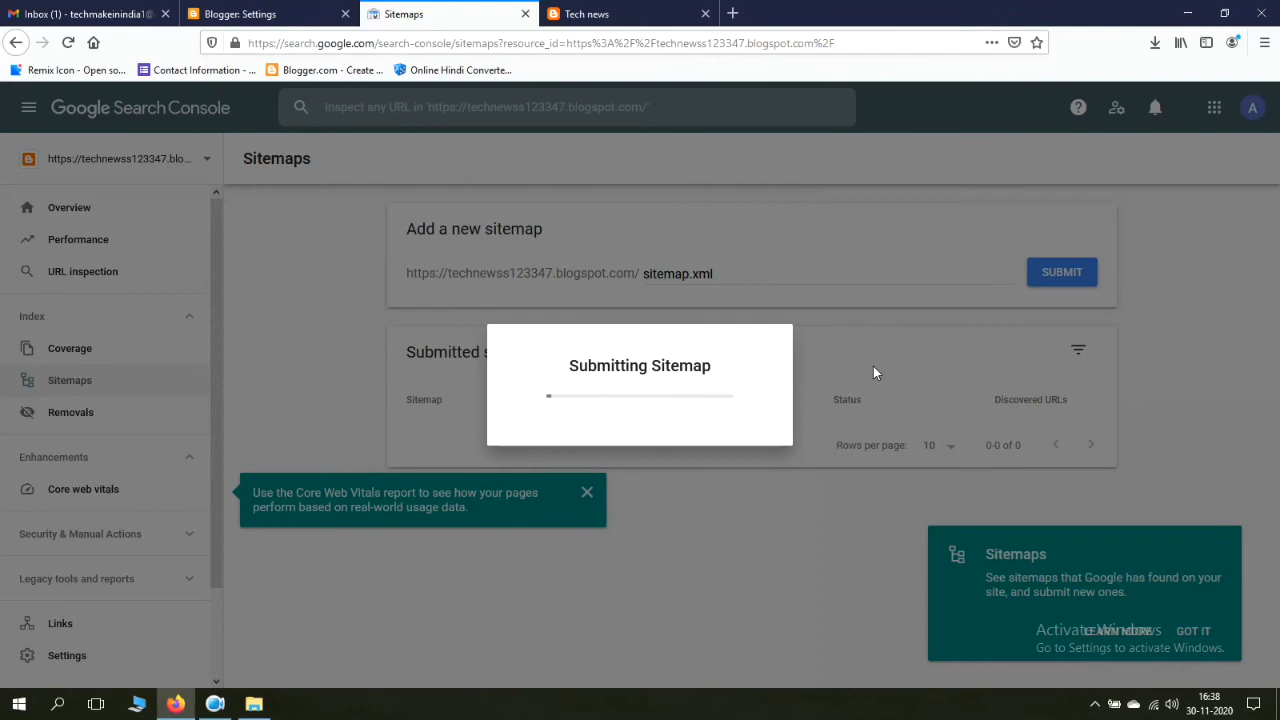 Inbox (1) - techmakeindia1@
Blogger: Settings
Sitemaps
Tech news
https://search.google.com/search-console/sitemaps?resource_id=https%3A%2F%2Ftechnewss123347.blogspot.com%2F
Remix Icon - Open so...
Contact Information - ...
Blogger.com - Create ...
Online Hindi Converte...
Google Search Console
Inspect any URL in 'https://technewss123347.blogspot.com/'
A
https://technewss123347.blo...
Sitemaps
Overview
Performance
URL inspection
Index
Coverage
Sitemaps
Removals
Enhancements
Core web vitals
Security & Manual Actions
Legacy tools and reports
Links
Settings
Add a new sitemap
https://technewss123347.blogspot.com/ sitemap.xml
SUBMIT
Submitted s
Sitemap
Status
Discovered URLs
Rows per page: 10
0-0 of 0
Submitting Sitemap
Use the Core Web Vitals report to see how your pages
perform based on real-world usage data.
Sitemaps
See sitemaps that Google has found on your
site, and submit new ones.
LEARN MORE
GOT IT
Activate Windows
Go to Settings to activate Windows.
16:38
30-11-2020